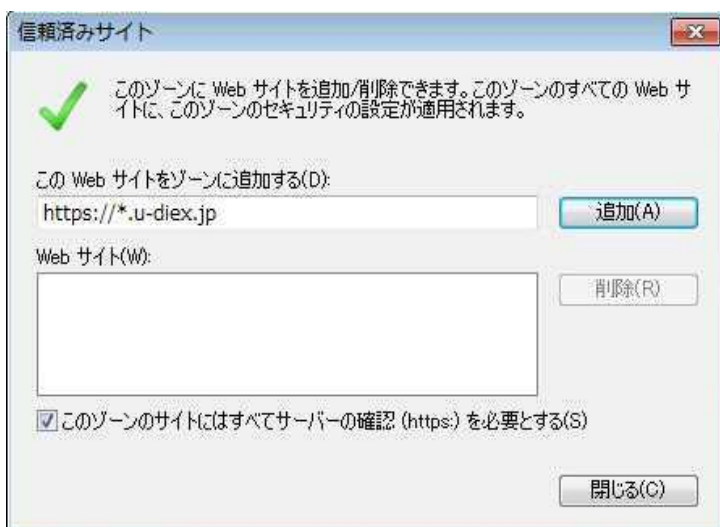 信頼済みサイト
このゾーンに Web サイトを追加/削除できます。このゾーンのすべての Web サ
イトに、このゾーンのセキュリティの設定が適用されます。
この Web サイトをゾーンに追加する(D):
https://*.u-diex.jp
追加(A)
Web サイト(W):
削除(R)
このゾーンのサイトにはすべてサーバーの確認 (https:) を必要とする(S)
閉じる(C)